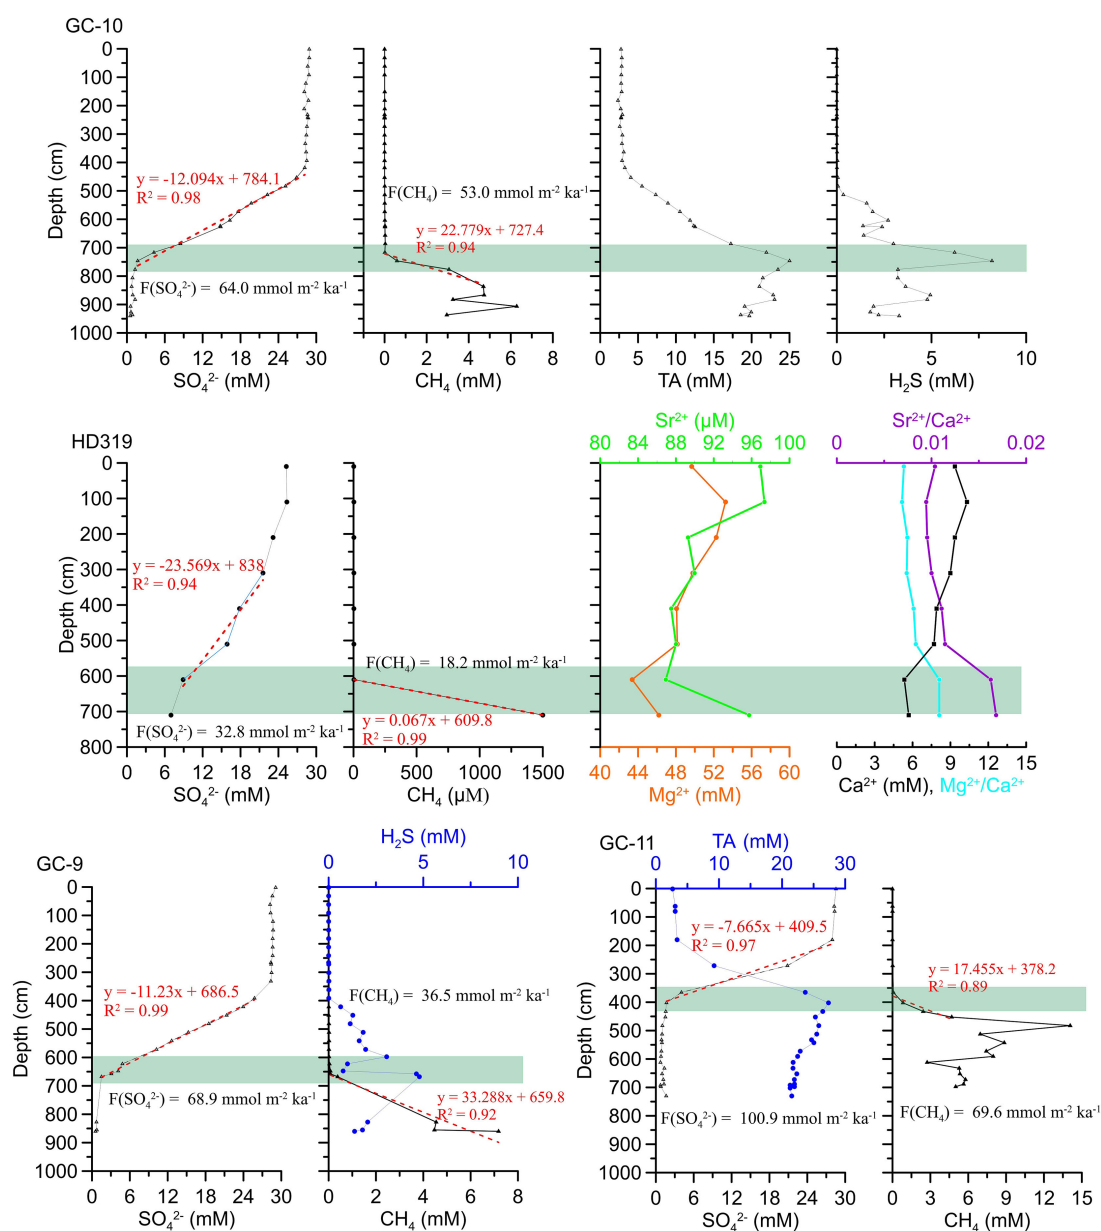 GC-10
0
100
200
300
400
500
600
700
800
900
1000
Depth (cm)
y = -12.094x + 784.1
R² = 0.98
F(SO₄²⁻) = 64.0 mmol m⁻² ka⁻¹
0 6 12 18 24 30
SO₄²⁻ (mM)
F(CH₄) = 53.0 mmol m⁻² ka⁻¹
y = 22.779x + 727.4
R² = 0.94
0 2 4 6 8
CH₄ (mM)
0 5 10 15 20 25
TA (mM)
0 5 10
H₂S (mM)
HD319
0
100
200
300
400
500
600
700
800
Depth (cm)
y = -23.569x + 838
R² = 0.94
F(SO₄²⁻) = 32.8 mmol m⁻² ka⁻¹
0 6 12 18 24 30
SO₄²⁻ (mM)
F(CH₄) = 18.2 mmol m⁻² ka⁻¹
y = 0.067x + 609.8
R² = 0.99
0 500 1000 1500
CH₄ (μM)
Sr²⁺ (μM)
80 84 88 92 96 100
40 44 48 52 56 60
Mg²⁺ (mM)
Sr²⁺/Ca²⁺
0 0.01 0.02
0 3 6 9 12 15
Ca²⁺ (mM), Mg²⁺/Ca²⁺
GC-9
0
100
200
300
400
500
600
700
800
900
1000
Depth (cm)
y = -11.23x + 686.5
R² = 0.99
F(SO₄²⁻) = 68.9 mmol m⁻² ka⁻¹
0 6 12 18 24 30
SO₄²⁻ (mM)
H₂S (mM)
0 5 10
F(CH₄) = 36.5 mmol m⁻² ka⁻¹
y = 33.288x + 659.8
R² = 0.92
0 2 4 6 8
CH₄ (mM)
GC-11
TA (mM)
0 10 20 30
0
100
200
300
400
500
600
700
800
900
1000
Depth (cm)
y = -7.665x + 409.5
R² = 0.97
F(SO₄²⁻) = 100.9 mmol m⁻² ka⁻¹
0 6 12 18 24 30
SO₄²⁻ (mM)
y = 17.455x + 378.2
R² = 0.89
F(CH₄) = 69.6 mmol m⁻² ka⁻¹
0 3 6 9 12 15
CH₄ (mM)